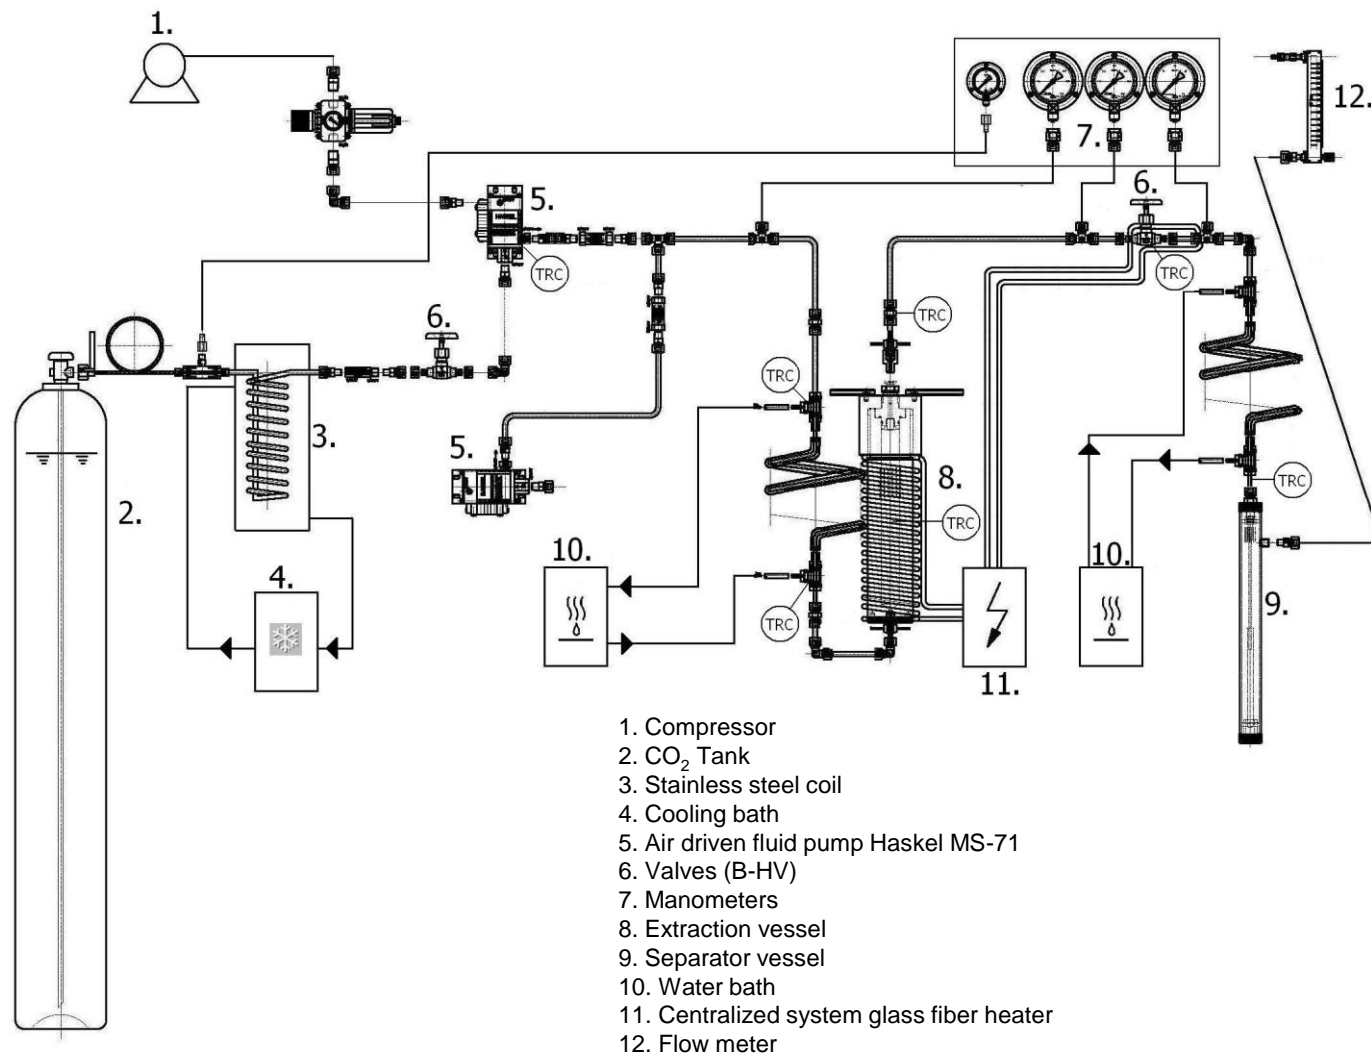 1.
12.
7.
6.
5.
TRC
TRC
6.
TRC
TRC
3.
5.
8.
TRC
TRC
2.
10.
10.
4.
9.
TRC
11.
1. Compressor
2. CO₂ Tank
3. Stainless steel coil
4. Cooling bath
5. Air driven fluid pump Haskel MS-71
6. Valves (B-HV)
7. Manometers
8. Extraction vessel
9. Separator vessel
10. Water bath
11. Centralized system glass fiber heater
12. Flow meter